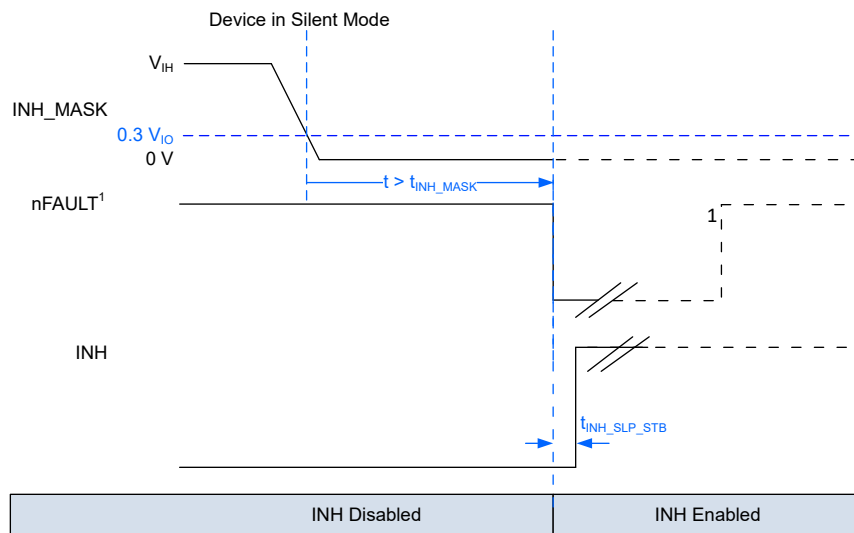 Device in Silent Mode
VIH
INH_MASK
0.3 VIO
0 V
t > tINH_MASK
nFAULT1
1
INH
tINH_SLP_STB
INH Disabled
INH Enabled